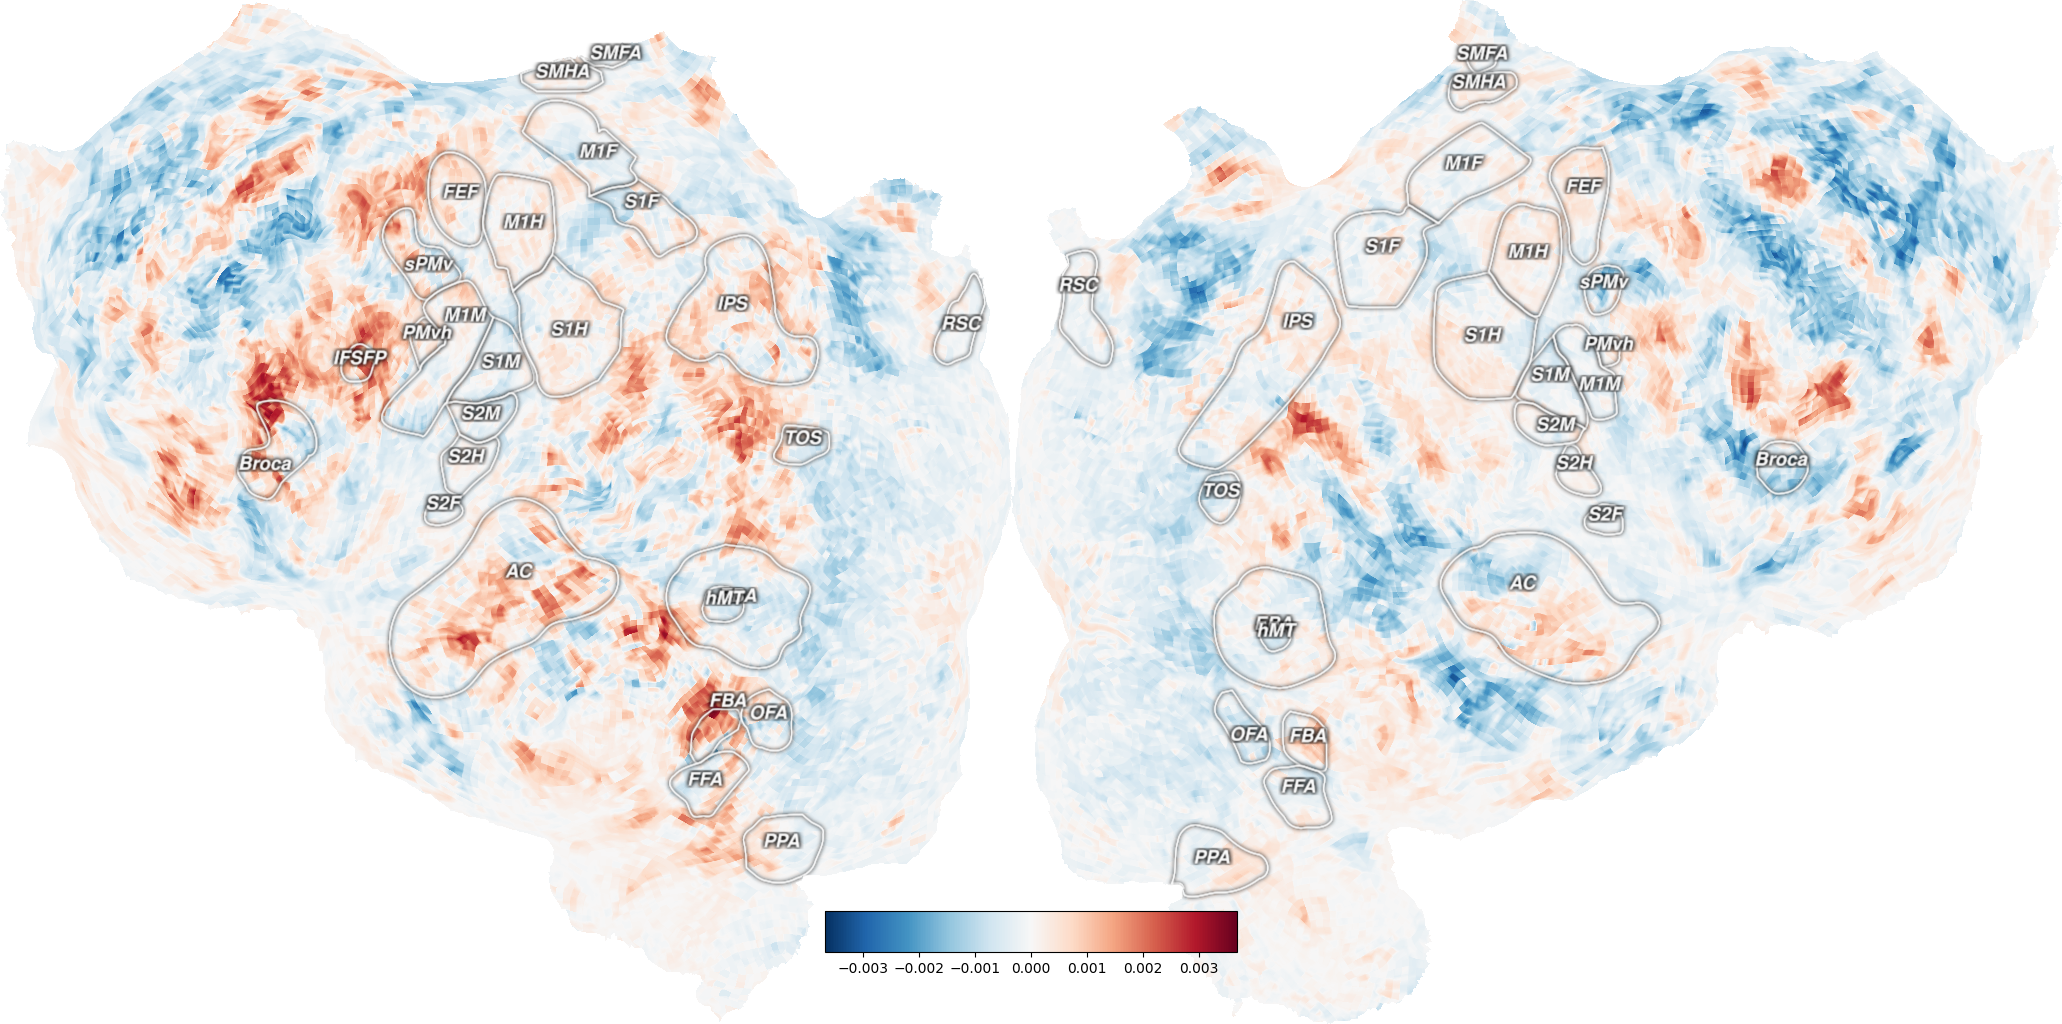 SMFA
SMHA
M1F
FEF
M1H
S1F
sPMv
IPS
M1M
PMvh
S1H
RSC
IFSFP
S1M
S2M
TOS
Broca
S2H
S2F
AC
hMT
FBA
OFA
FFA
PPA
SMFA
SMHA
M1F
FEF
S1F
M1H
RSC
sPMv
IPS
S1H
PMvh
S1M
M1M
S2M
Broca
S2H
TOS
S2F
AC
hMT
OFA
FBA
FFA
PPA
−0.003 −0.002 −0.001 0.000 0.001 0.002 0.003